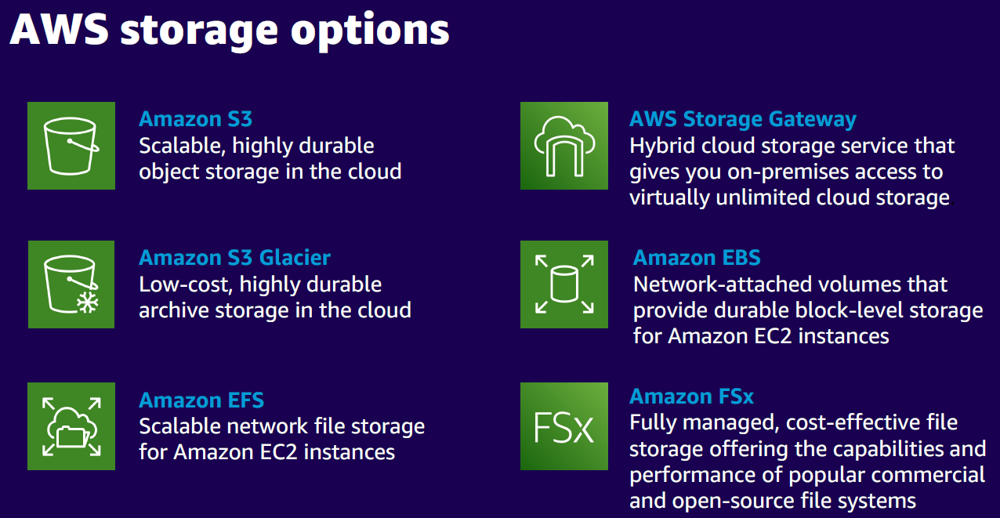 AWS storage options
Amazon S3
Scalable, highly durable
object storage in the cloud
AWS Storage Gateway
Hybrid cloud storage service that
gives you on-premises access to
virtually unlimited cloud storage
Amazon S3 Glacier
Low-cost, highly durable
archive storage in the cloud
Amazon EBS
Network-attached volumes that
provide durable block-level storage
for Amazon EC2 instances
Amazon EFS
Scalable network file storage
for Amazon EC2 instances
FSx
Amazon FSx
Fully managed, cost-effective file
storage offering the capabilities and
performance of popular commercial
and open-source file systems